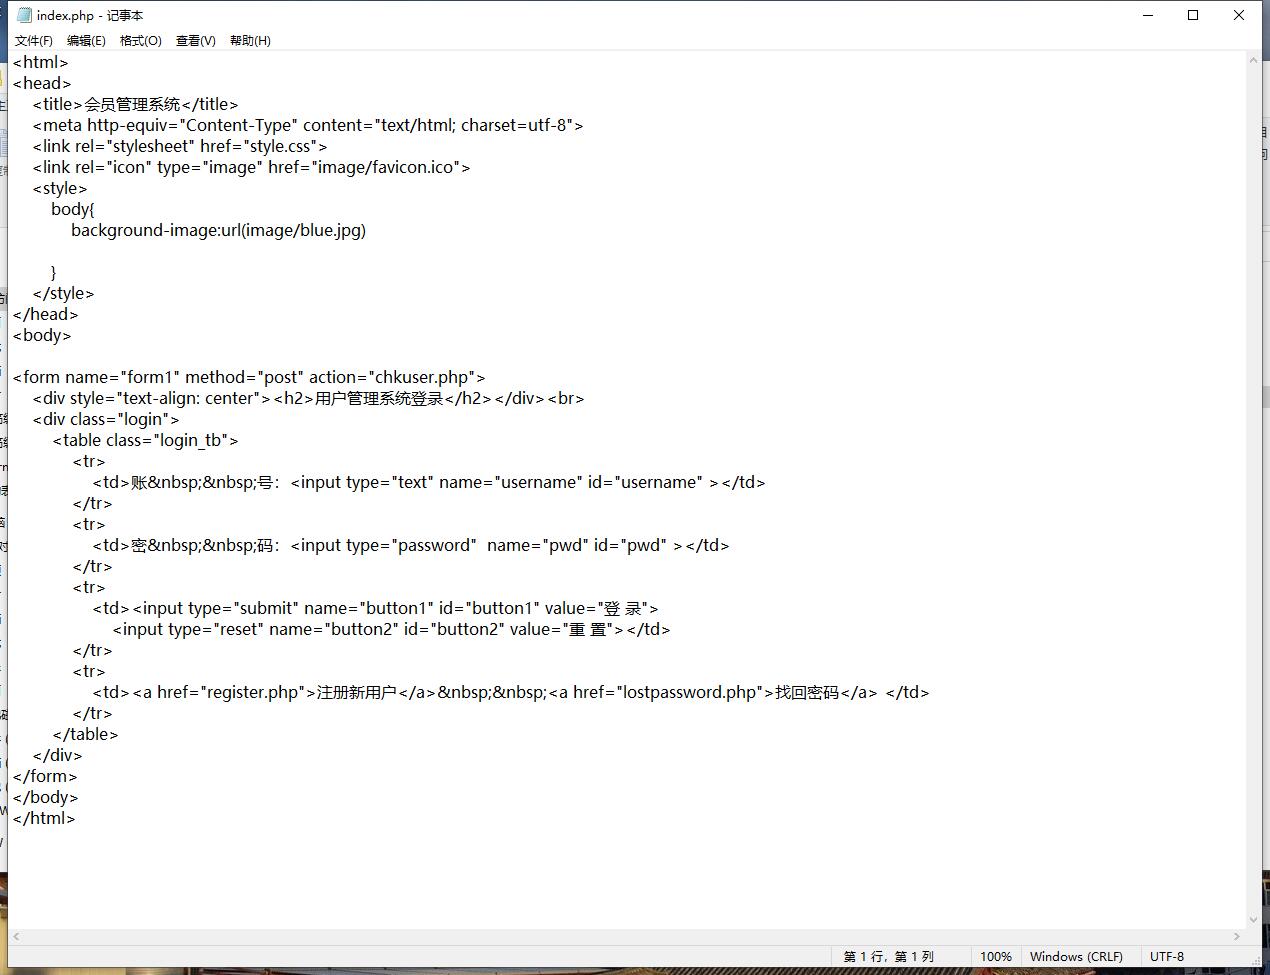 index.php - 记事本
文件(F) 编辑(E) 格式(O) 查看(V) 帮助(H)
<html>
<head>
    <title>会员管理系统</title>
    <meta http-equiv="Content-Type" content="text/html; charset=utf-8">
    <link rel="stylesheet" href="style.css">
    <link rel="icon" type="image" href="image/favicon.ico">
    <style>
        body{
            background-image:url(image/blue.jpg)
        }
    </style>
</head>
<body>
<form name="form1" method="post" action="chkuser.php">
    <div style="text-align: center"><h2>用户管理系统登录</h2></div><br>
    <div class="login">
        <table class="login_tb">
            <tr>
                <td>账&nbsp;&nbsp;号：<input type="text" name="username" id="username" ></td>
            </tr>
            <tr>
                <td>密&nbsp;&nbsp;码：<input type="password"  name="pwd" id="pwd" ></td>
            </tr>
            <tr>
                <td><input type="submit" name="button1" id="button1" value="登 录">
                    <input type="reset" name="button2" id="button2" value="重 置"></td>
            </tr>
            <tr>
                <td><a href="register.php">注册新用户</a>&nbsp;&nbsp;<a href="lostpassword.php">找回密码</a> </td>
            </tr>
        </table>
    </div>
</form>
</body>
</html>
第 1 行，第 1 列 100% Windows (CRLF) UTF-8